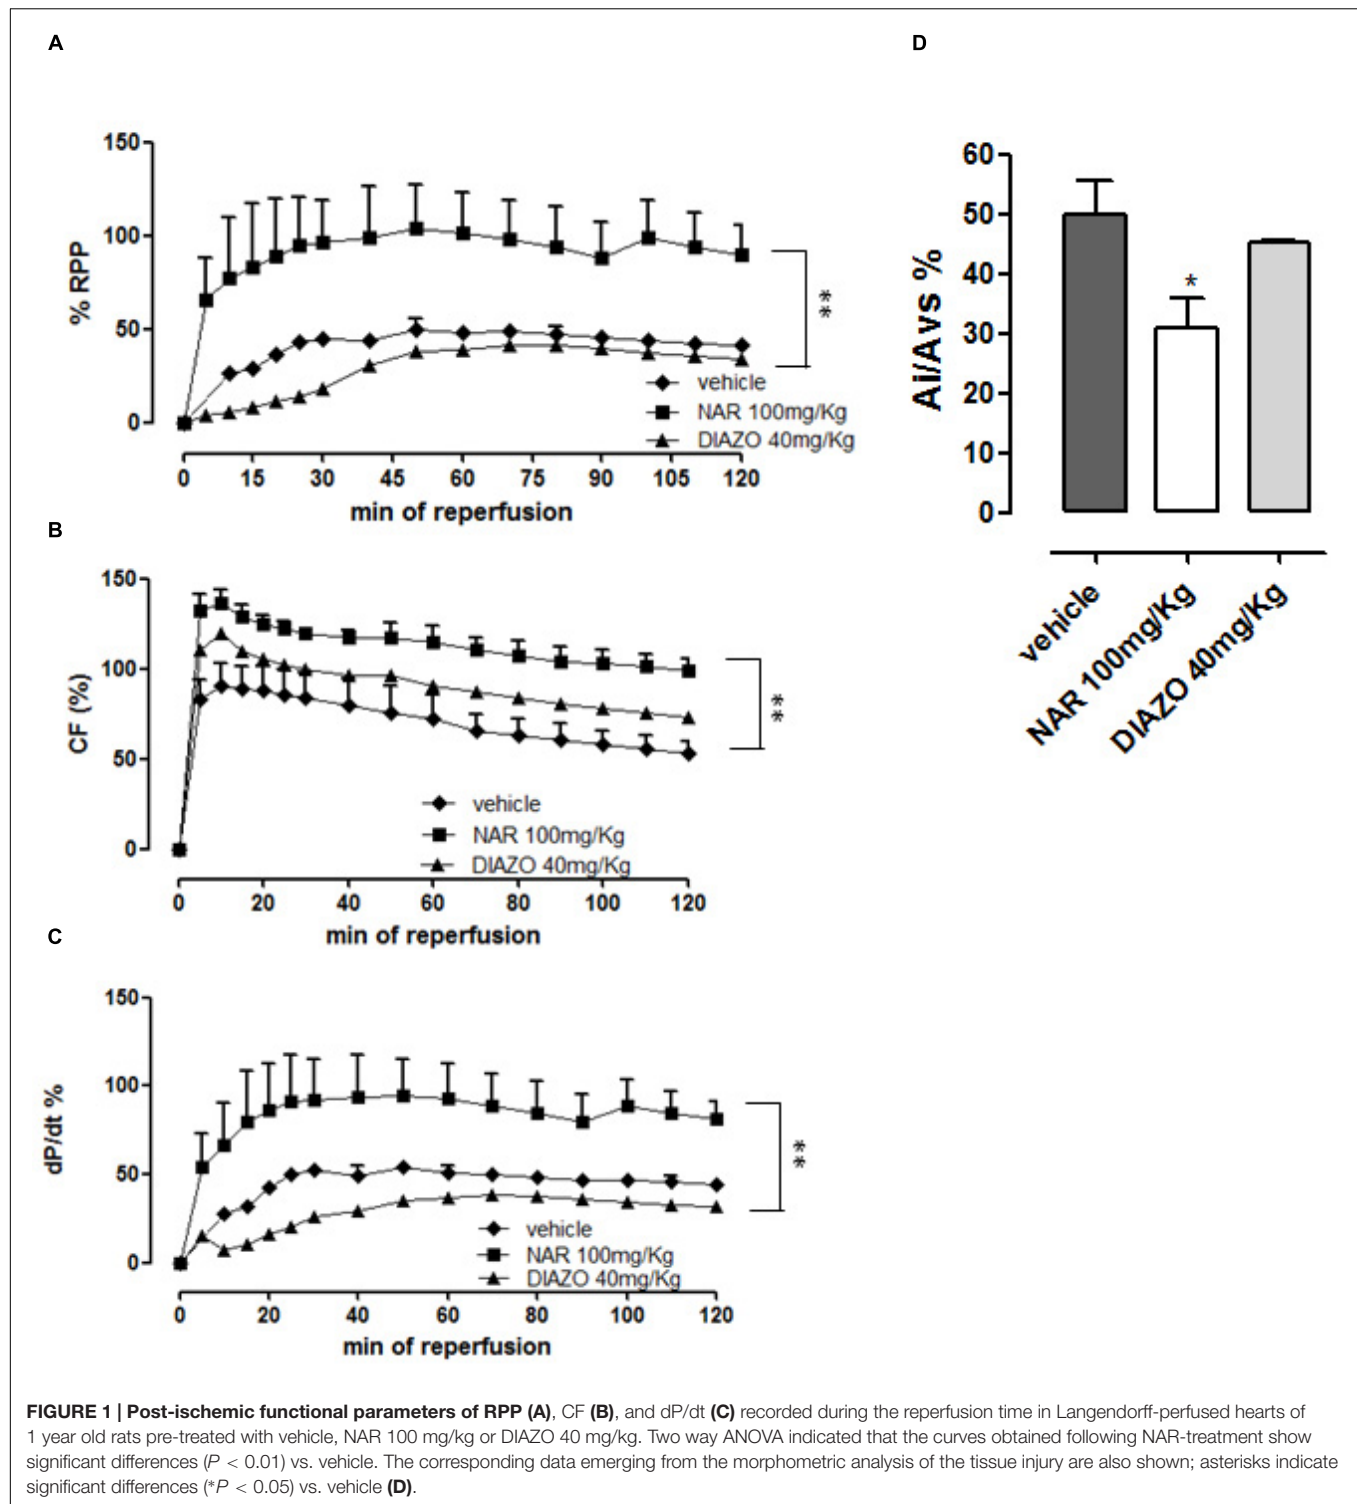 A
150
100
50
0
% RPP
**
vehicle
NAR 100mg/Kg
DIAZO 40mg/Kg
0 15 30 45 60 75 90 105 120
min of reperfusion
B
150
100
50
0
CF (%)
**
vehicle
NAR 100mg/Kg
DIAZO 40mg/Kg
0 20 40 60 80 100 120
min of reperfusion
C
150
100
50
0
dP/dt %
**
vehicle
NAR 100mg/Kg
DIAZO 40mg/Kg
0 20 40 60 80 100 120
min of reperfusion
D
60
50
40
30
20
10
0
Ai/Avs %
*
vehicle
NAR 100mg/Kg
DIAZO 40mg/Kg
FIGURE 1 | Post-ischemic functional parameters of RPP (A), CF (B), and dP/dt (C) recorded during the reperfusion time in Langendorff-perfused hearts of
1 year old rats pre-treated with vehicle, NAR 100 mg/kg or DIAZO 40 mg/kg. Two way ANOVA indicated that the curves obtained following NAR-treatment show
significant differences (P < 0.01) vs. vehicle. The corresponding data emerging from the morphometric analysis of the tissue injury are also shown; asterisks indicate
significant differences (*P < 0.05) vs. vehicle (D).